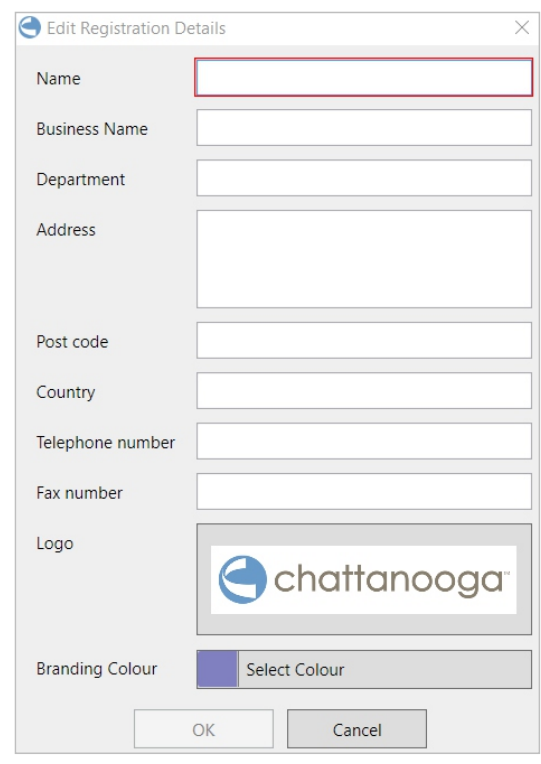 Edit Registration Details
Name
Business Name
Department
Address
Post code
Country
Telephone number
Fax number
Logo
chattanooga™
Branding Colour Select Colour
OK Cancel